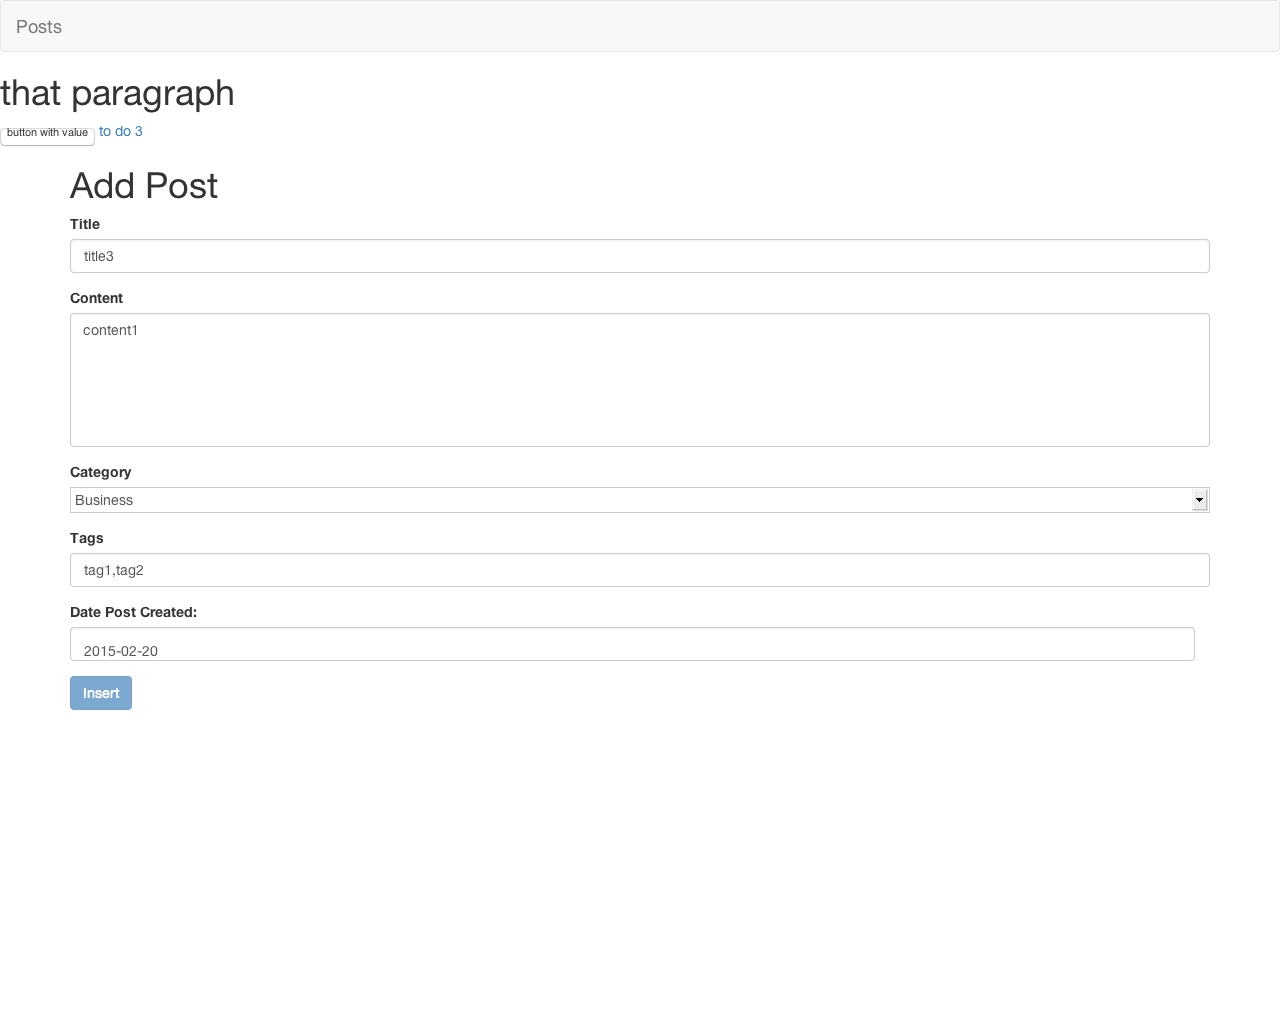 Posts
that paragraph
button with value to do 3
Add Post
Title
title3
Content
content1
Category
Business
Tags
tag1,tag2
Date Post Created:
2015-02-20
Insert